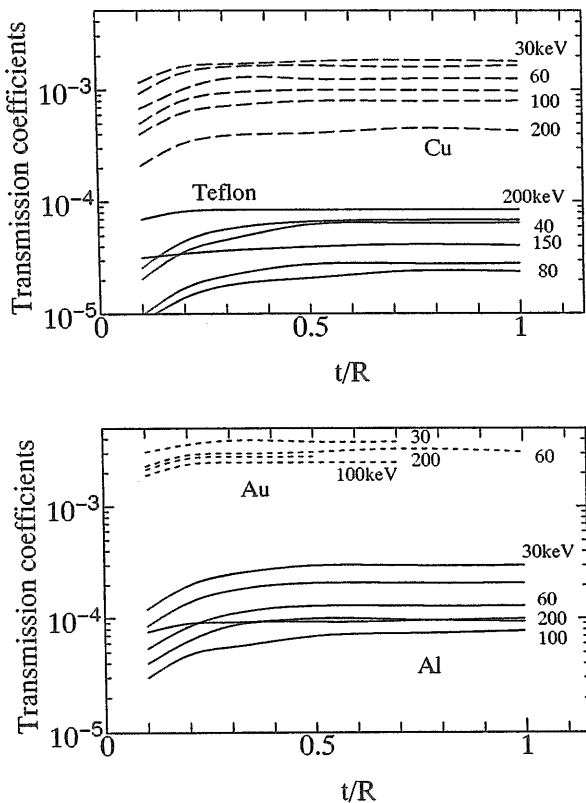 Transmission coefficients
10⁻³
10⁻⁴
10⁻⁵
30keV
60
100
200
Cu
Teflon
200keV
40
150
80
0
0.5
1
t/R
Transmission coefficients
10⁻³
10⁻⁴
10⁻⁵
30
60
200
100keV
Au
30keV
60
200
100
Al
0
0.5
1
t/R